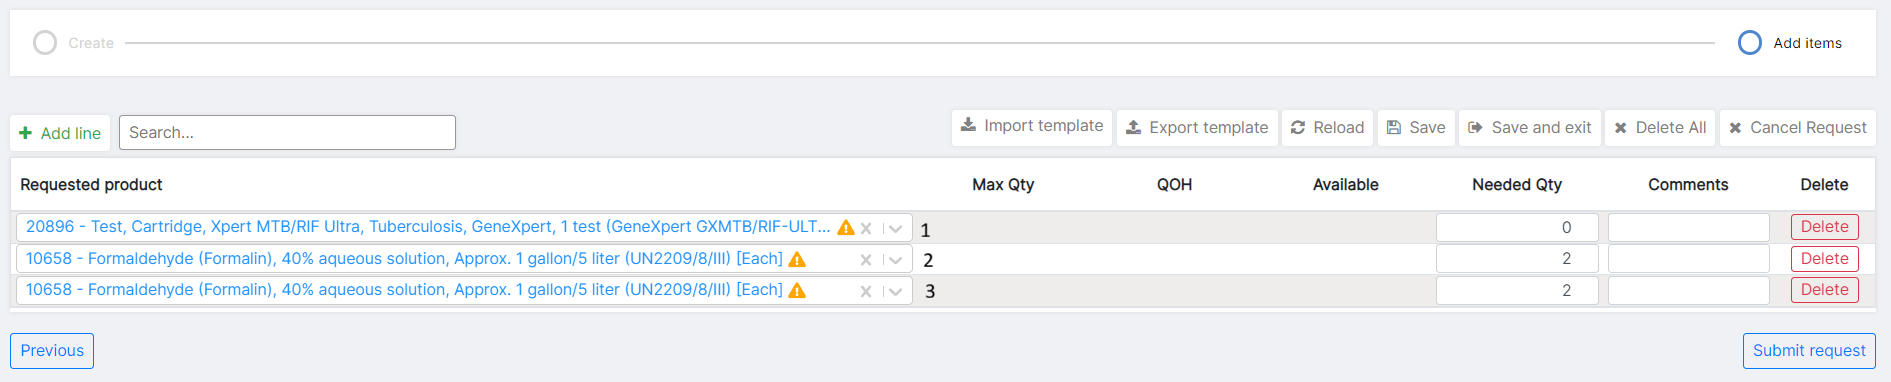 Create
Add items
Add line
Search...
Import template
Export template
Reload
Save
Save and exit
Delete All
Cancel Request
Requested product Max Qty QOH Available Needed Qty Comments Delete
20896 - Test, Cartridge, Xpert MTB/RIF Ultra, Tuberculosis, GeneXpert, 1 test (GeneXpert GXMTB/RIF-ULT... 1 0 Delete
10658 - Formaldehyde (Formalin), 40% aqueous solution, Approx. 1 gallon/5 liter (UN2209/8/III) [Each] 2 2 Delete
10658 - Formaldehyde (Formalin), 40% aqueous solution, Approx. 1 gallon/5 liter (UN2209/8/III) [Each] 3 2 Delete
Previous
Submit request